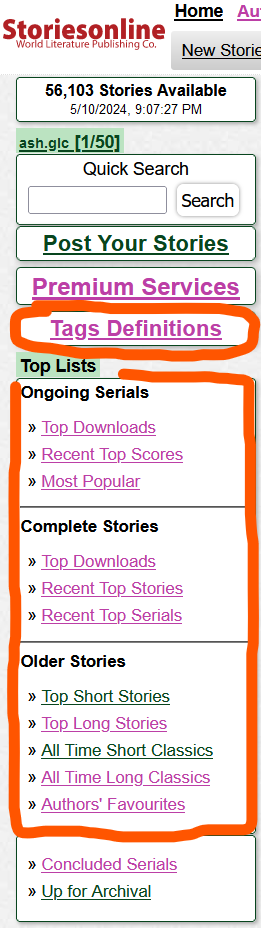 Storiesonline
World Literature Publishing Co.
Home
Au
New Storie
56,103 Stories Available
5/10/2024, 9:07:27 PM
ash.glc [1/50]
Quick Search
Search
Post Your Stories
Premium Services
Tags Definitions
Top Lists
Ongoing Serials
» Top Downloads
» Recent Top Scores
» Most Popular
Complete Stories
» Top Downloads
» Recent Top Stories
» Recent Top Serials
Older Stories
» Top Short Stories
» Top Long Stories
» All Time Short Classics
» All Time Long Classics
» Authors' Favourites
» Concluded Serials
» Up for Archival